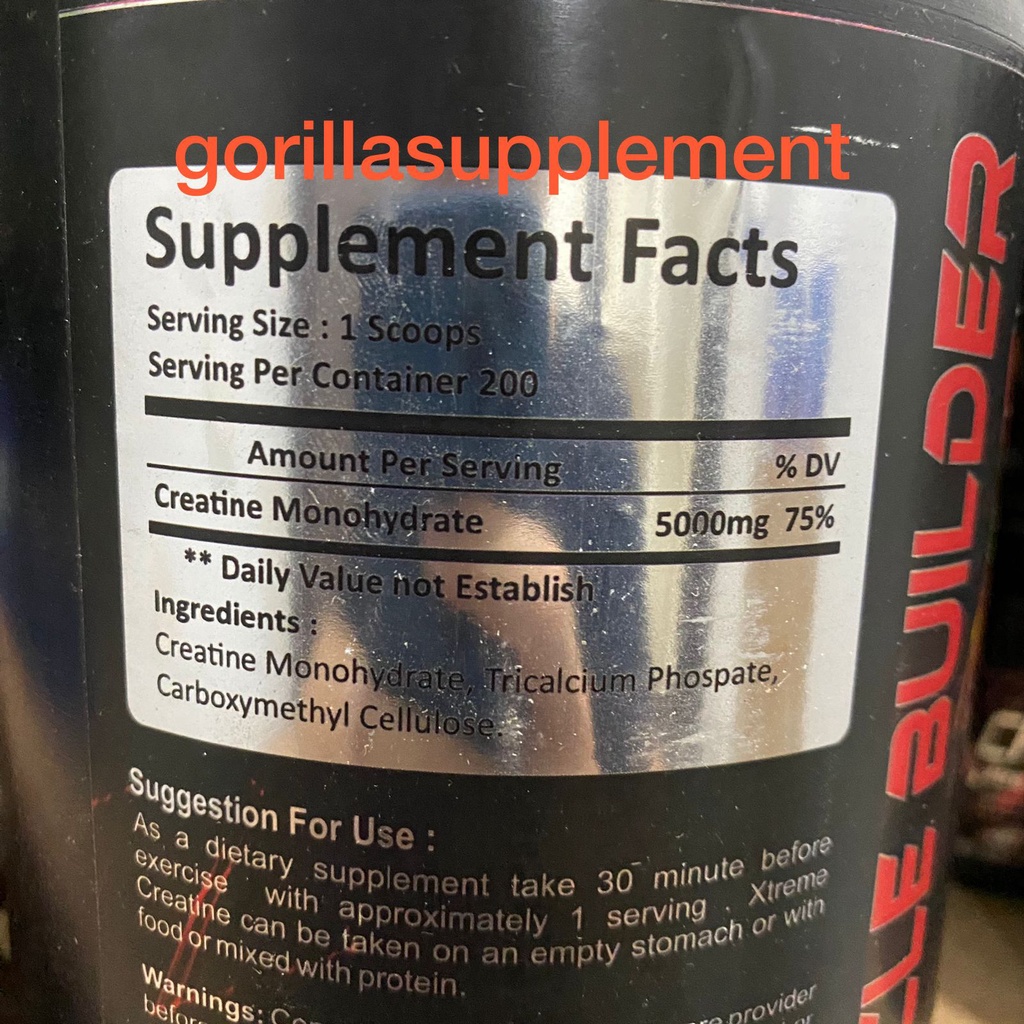 gorillasupplement
Supplement Facts
Serving Size : 1 Scoops
Serving Per Container 200
Amount Per Serving % DV
Creatine Monohydrate 5000mg 75%
** Daily Value not Establish
Ingredients :
Creatine Monohydrate, Tricalcium Phospate,
Carboxymethyl Cellulose.
Suggestion For Use :
As a dietary supplement take 30 minute before
exercise with approximately 1 serving . Xtreme
Creatine can be taken on an empty stomach or with
food or mixed with protein.
Warnings: provider
BUILDER